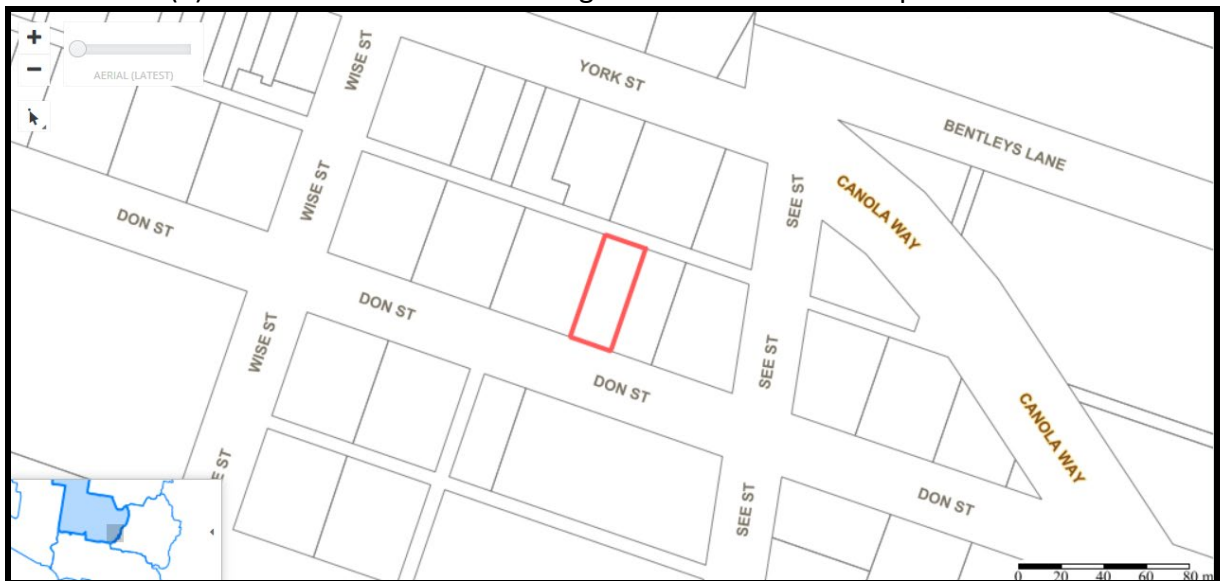 +
−
AERIAL (LATEST)
WISE ST
YORK ST
BENTLEYS LANE
WISE ST
SEE ST
CANOLA WAY
DON ST
DON ST
WISE ST
SEE ST
DON ST
CANOLA WAY
SEE ST
DON ST
0 20 40 60 80 m